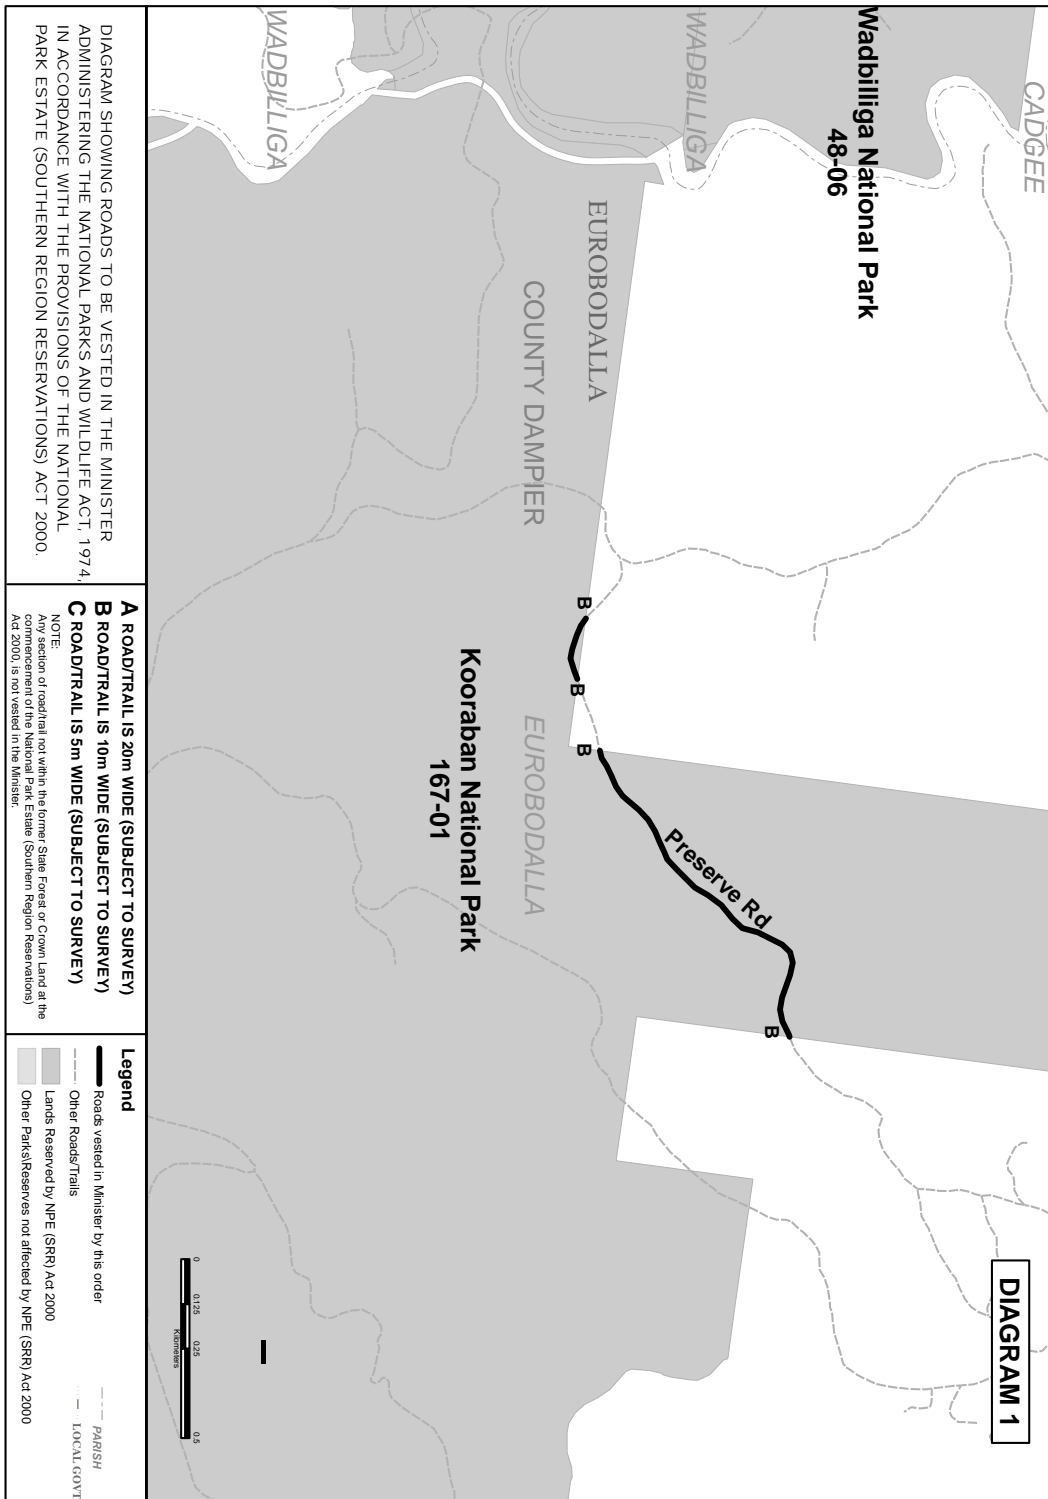 DIAGRAM 1
CADGEE
Wadbilliga National Park
48-06
WADBILLIGA
EUROBODALLA
COUNTY DAMPIER
WADBILLIGA
B
B
B
Preserve Rd
B
EUROBODALLA
Kooraban National Park
167-01
0 0.125 0.25 0.5
Kilometers
DIAGRAM SHOWING ROADS TO BE VESTED IN THE MINISTER
ADMINISTERING THE NATIONAL PARKS AND WILDLIFE ACT, 1974,
IN ACCORDANCE WITH THE PROVISIONS OF THE NATIONAL
PARK ESTATE (SOUTHERN REGION RESERVATIONS) ACT 2000.
A ROAD/TRAIL IS 20m WIDE (SUBJECT TO SURVEY)
B ROAD/TRAIL IS 10m WIDE (SUBJECT TO SURVEY)
C ROAD/TRAIL IS 5m WIDE (SUBJECT TO SURVEY)
NOTE:
Any section of road/trail not within the former State Forest or Crown Land at the
commencement of the National Park Estate (Southern Region Reservations)
Act 2000, is not vested in the Minister.
Legend
Roads vested in Minister by this order
Other Roads/Trails
Lands Reserved by NPE (SRR) Act 2000
Other Parks\Reserves not affected by NPE (SRR) Act 2000
PARISH
LOCAL GOVT